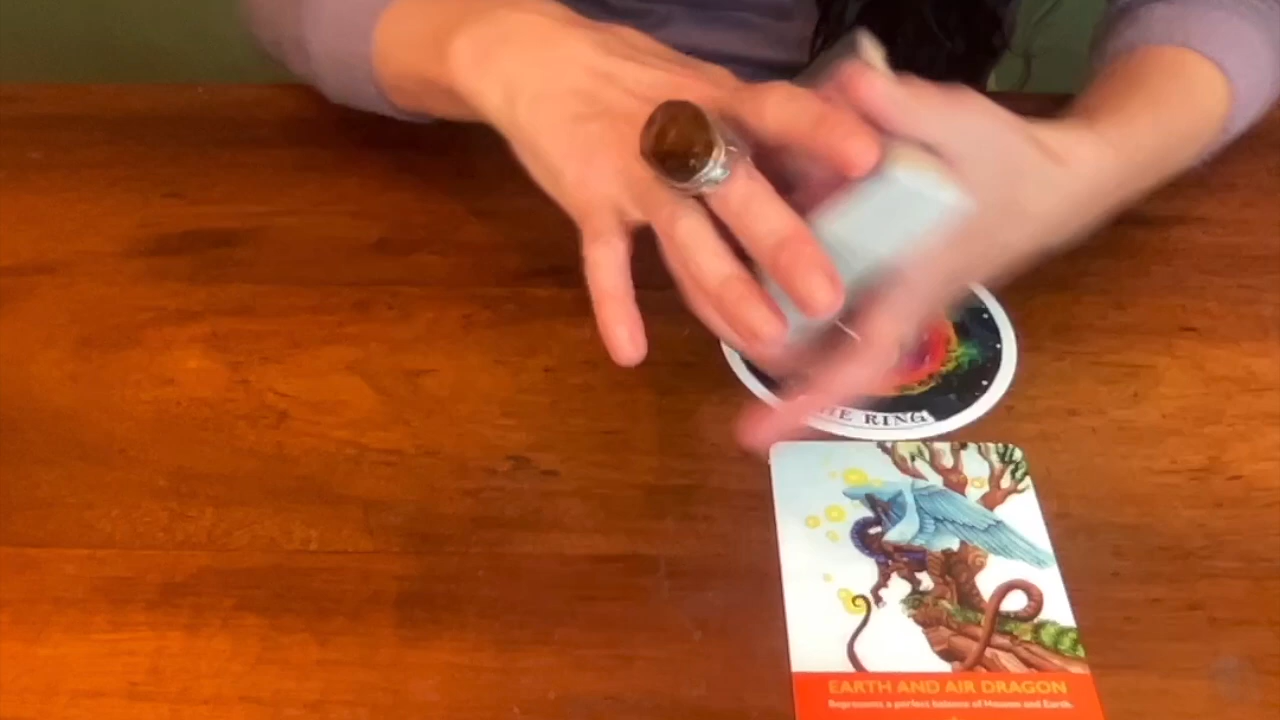 THE RING
EARTH AND AIR DRAGON
Represents a perfect balance of Heaven and Earth.